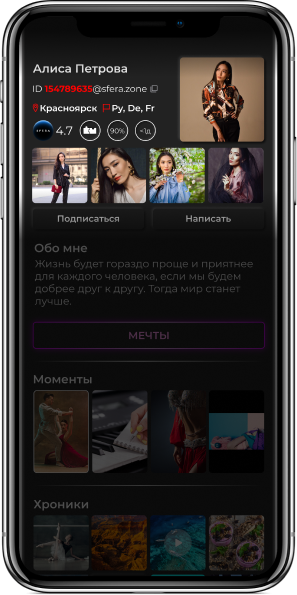 Алиса Петрова
ID 154789635@sfera.zone
Красноярск Ру, De, Fr
SFERA 4.7 90% <1д
Подписаться Написать
Обо мне
Жизнь будет гораздо проще и приятнее
для каждого человека, если мы будем
добрее друг к другу. Тогда мир станет
лучше.
МЕЧТЫ
Моменты
Хроники